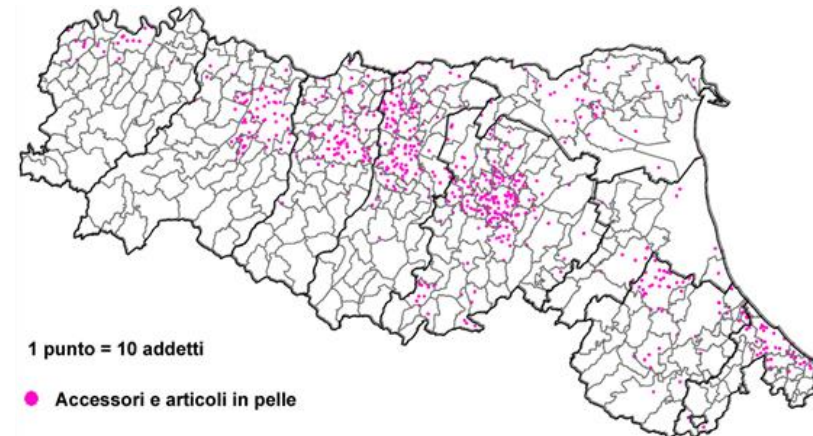 1 punto = 10 addetti
Accessori e articoli in pelle